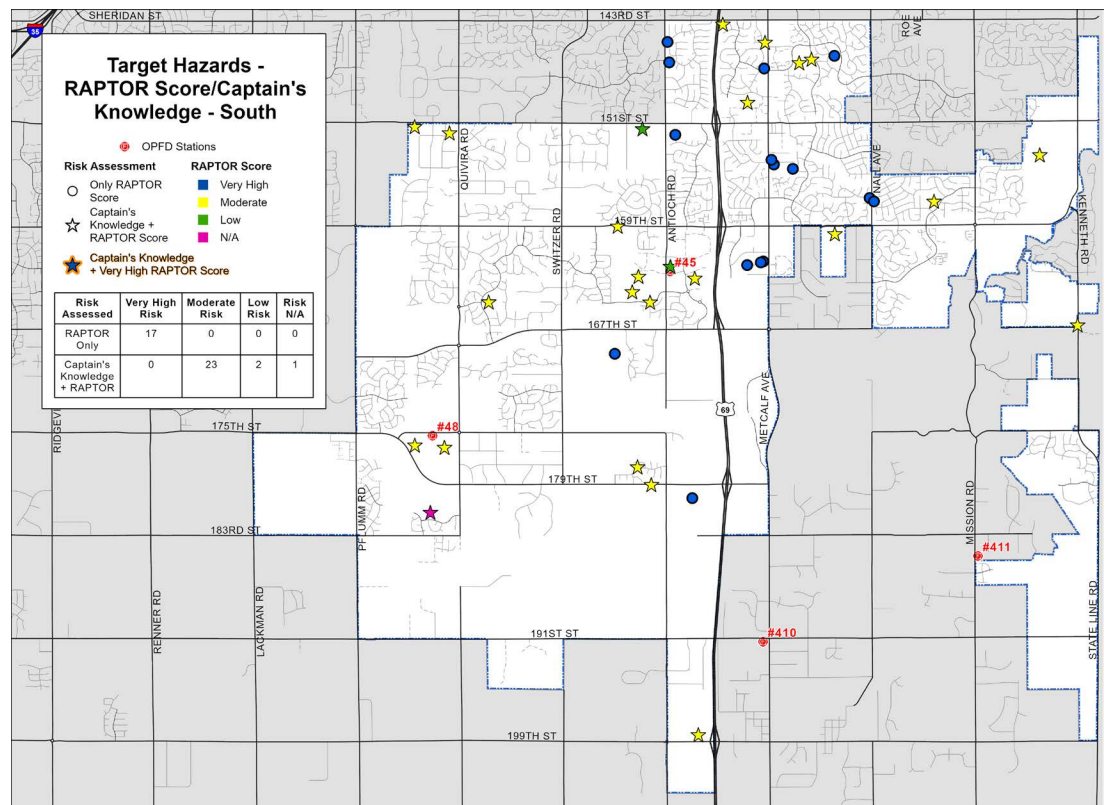 SHERIDAN ST
143RD ST
ROE
AVE
35
Target Hazards -
RAPTOR Score/Captain's
Knowledge - South
OPFD Stations
Risk Assessment
RAPTOR Score
Only RAPTOR
Score
Captain's
Knowledge +
RAPTOR Score
Captain's Knowledge
+ Very High RAPTOR Score
Very High
Moderate
Low
N/A
Risk
Assessed
Very High
Risk
Moderate
Risk
Low
Risk
Risk
N/A
RAPTOR
Only
17
0
0
0
Captain's
Knowledge
+ RAPTOR
0
23
2
1
151ST ST
QUIVIRA RD
NALL AVE
ANTIOCH RD
SWITZER RD
159TH ST
KENNETH RD
#45
167TH ST
69
METCALF AVE
RIDGEVI
175TH ST
#48
179TH ST
PFLUMM RD
183RD ST
MISSION RD
#411
RENNER RD
LACKMAN RD
191ST ST
#410
STATE LINE RD
199TH ST